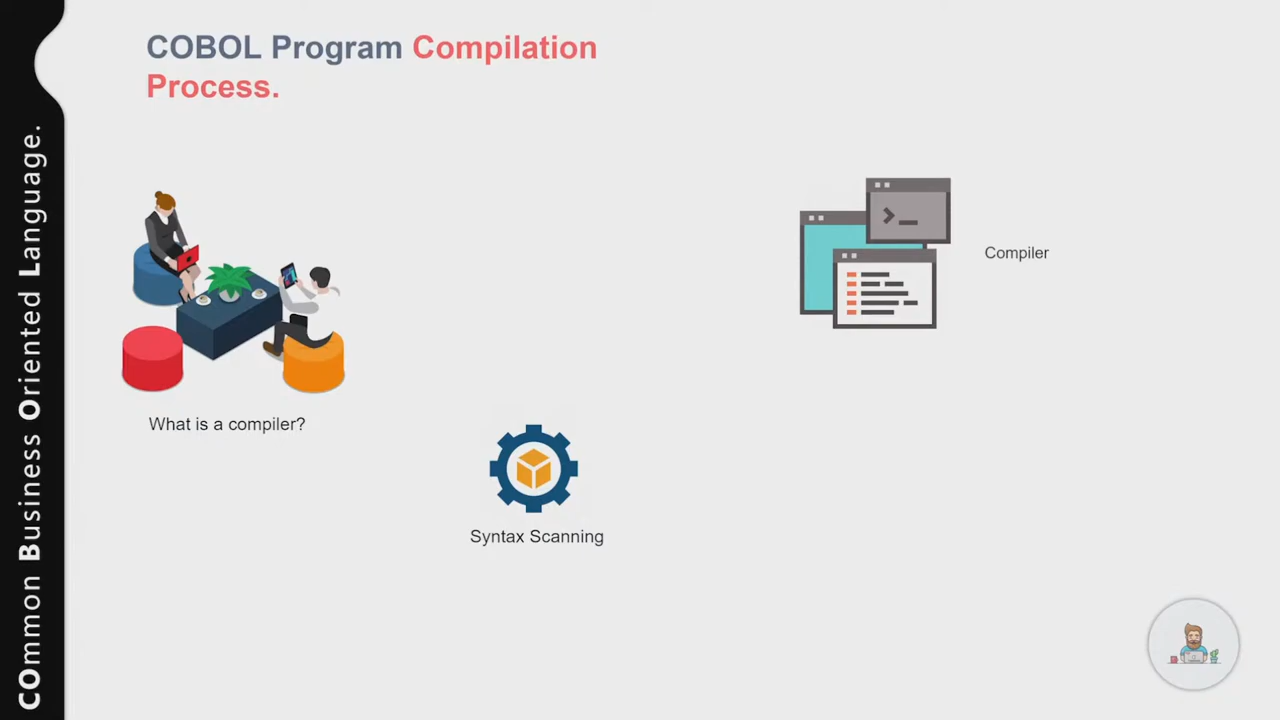 COBOL Program Compilation
Process.
COmmon Business Oriented Language.
Compiler
What is a compiler?
Syntax Scanning